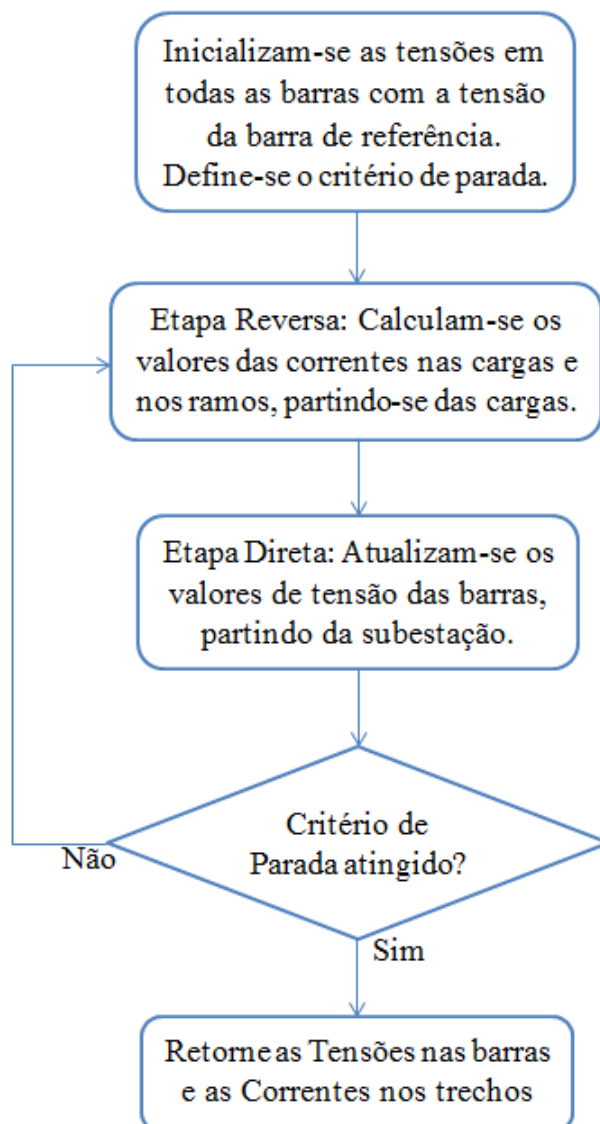 Inicializam-se as tensões em
todas as barras com a tensão
da barra de referência.
Define-se o critério de parada.
Etapa Reversa: Calculam-se os
valores das correntes nas cargas e
nos ramos, partindo-se das cargas.
Etapa Direta: Atualizam-se os
valores de tensão das barras,
partindo da subestação.
Critério de
Parada atingido?
Não
Sim
Retorne as Tensões nas barras
e as Correntes nos trechos